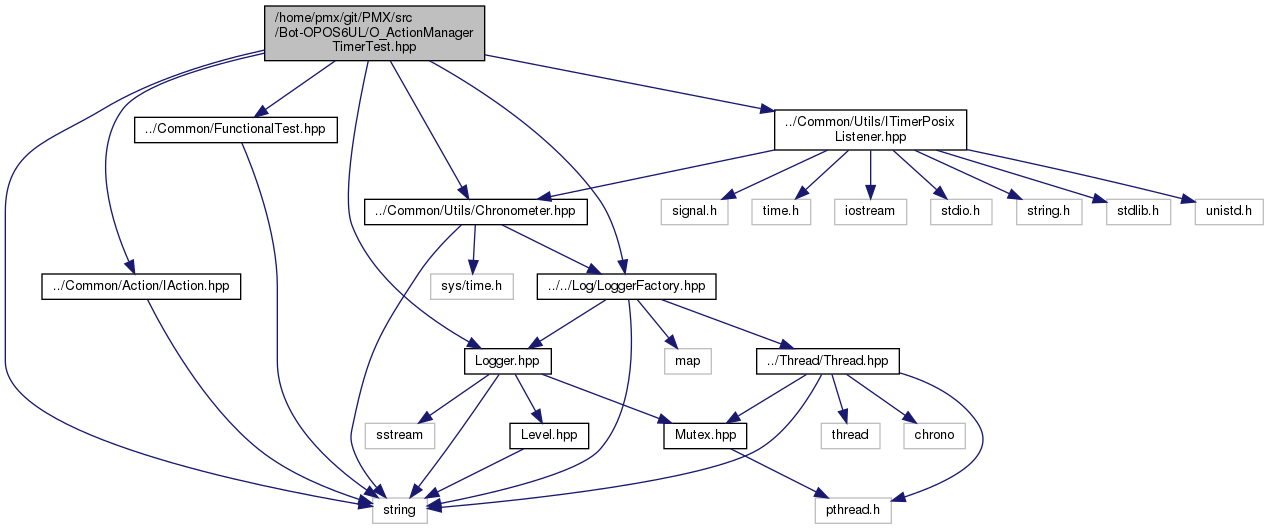 /home/pmx/git/PMX/src
/Bot-OPOS6UL/O_ActionManager
TimerTest.hpp
../Common/Utils/ITimerPosix
Listener.hpp
../Common/FunctionalTest.hpp
../Common/Utils/Chronometer.hpp
signal.h
time.h
iostream
stdio.h
string.h
stdlib.h
unistd.h
../Common/Action/IAction.hpp
sys/time.h
../../Log/LoggerFactory.hpp
Logger.hpp
map
../Thread/Thread.hpp
sstream
Level.hpp
Mutex.hpp
thread
chrono
string
pthread.h